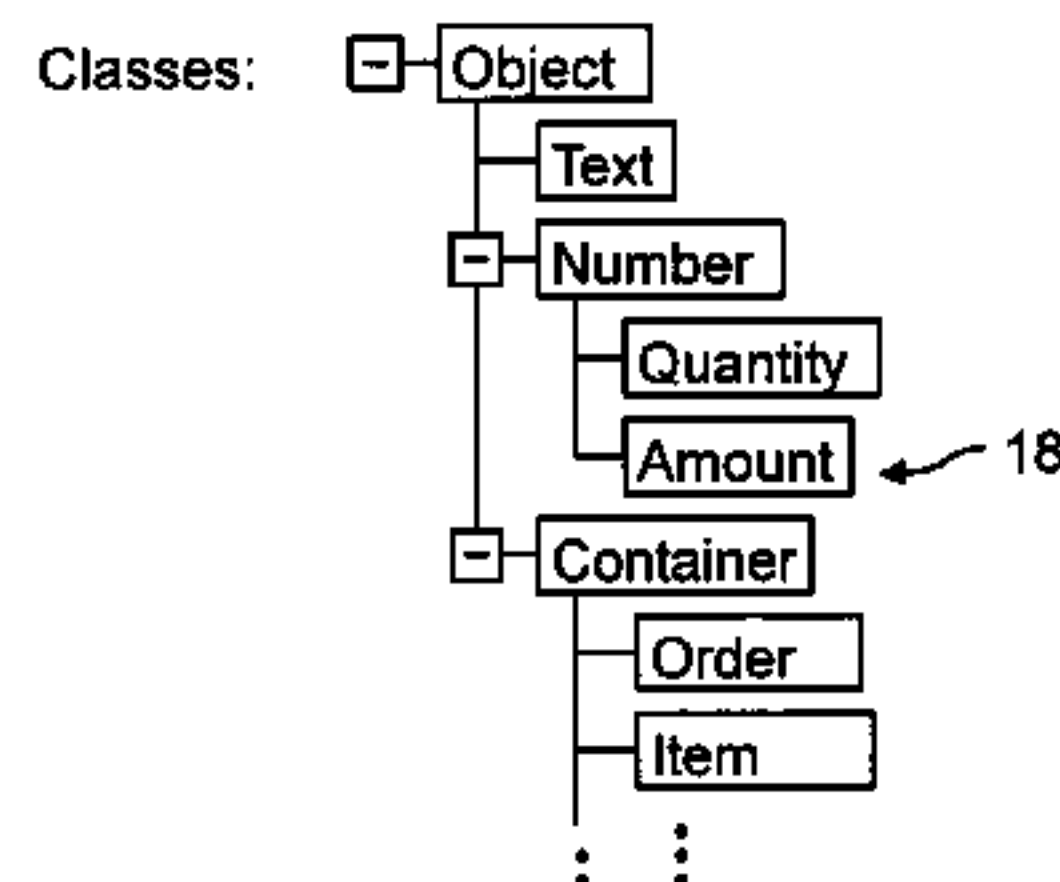 Classes: Object
Text
Number
Quantity
Amount
18
Container
Order
Item